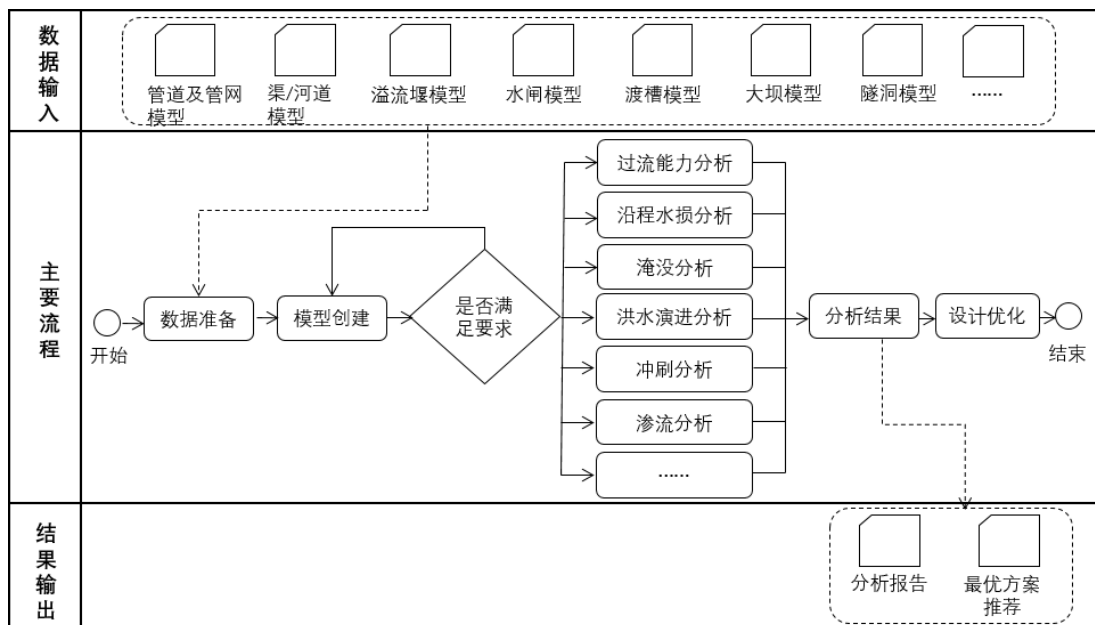 数据输入
管道及管网
模型
渠/河道
模型
溢流堰模型
水闸模型
渡槽模型
大坝模型
隧洞模型
……
主要流程
开始
数据准备
模型创建
是否满
足要求
过流能力分析
沿程水损分析
淹没分析
洪水演进分析
冲刷分析
渗流分析
……
分析结果
设计优化
结束
结果输出
分析报告
最优方案
推荐